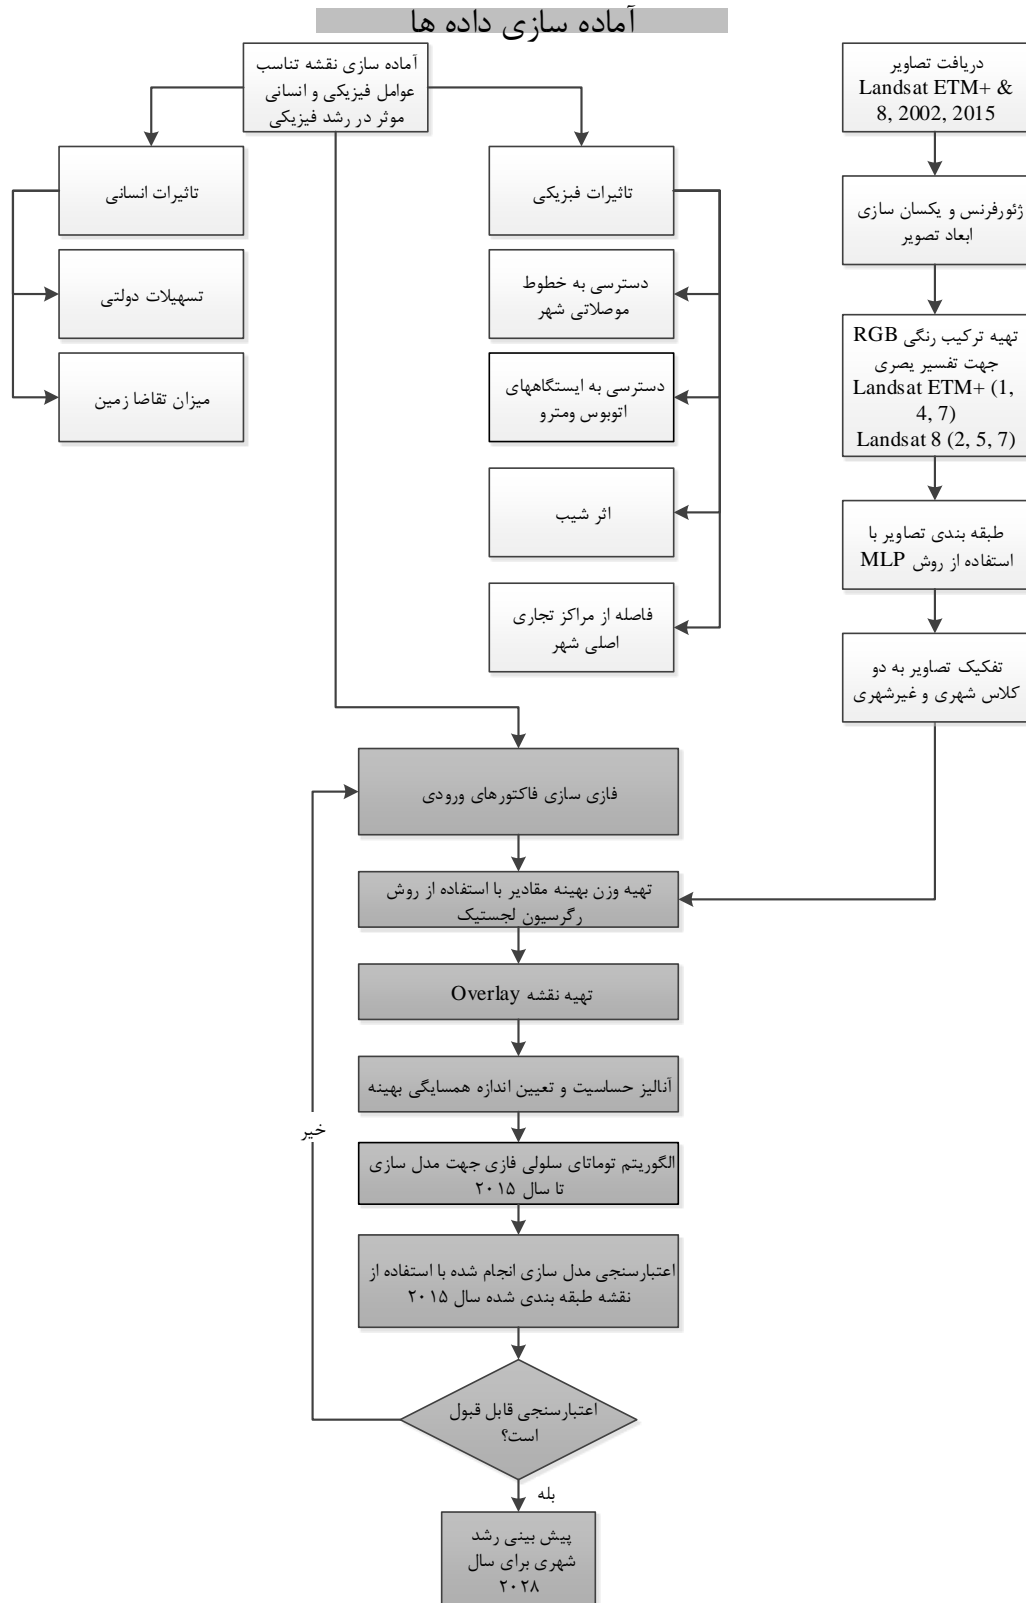 آماده سازی داده ها
آماده سازی نقشه تناسب
عوامل فیزیکی و انسانی
موثر در رشد فیزیکی
دریافت تصاویر
Landsat ETM+ &
8, 2002, 2015
تاثیرات انسانی
تاثیرات فبزیکی
ژئورفرنس و یکسان سازی
ابعاد تصویر
تسهیلات دولتی
دسترسی به خطوط
موصلاتی شهر
تهیه ترکیب رنگی RGB
جهت تفسیر یصری
Landsat ETM+ (1,
4, 7)
Landsat 8 (2, 5, 7)
میزان تقاضا زمین
دسترسی به ایستگاههای
اتوبوس ومترو
اثر شیب
طبقه بندی تصاویر با
استفاده از روش MLP
فاصله از مراکز تجاری
اصلی شهر
تفکیک تصاویر به دو
کلاس شهری و غیرشهری
فازی سازی فاکتورهای ورودی
تهیه وزن بهینه مقادیر با استفاده از روش
رگرسیون لجستیک
تهیه نقشه Overlay
آنالیز حساسیت و تعیین اندازه همسایگی بهینه
خیر
الگوریتم توماتای سلولی فازی جهت مدل سازی
تا سال ۲۰۱۵
اعتبارسنجی مدل سازی انجام شده با استفاده از
نقشه طبقه بندی شده سال ۲۰۱۵
اعتبارسنجی قابل قبول
است؟
بله
پیش بینی رشد
شهری برای سال
۲۰۲۸